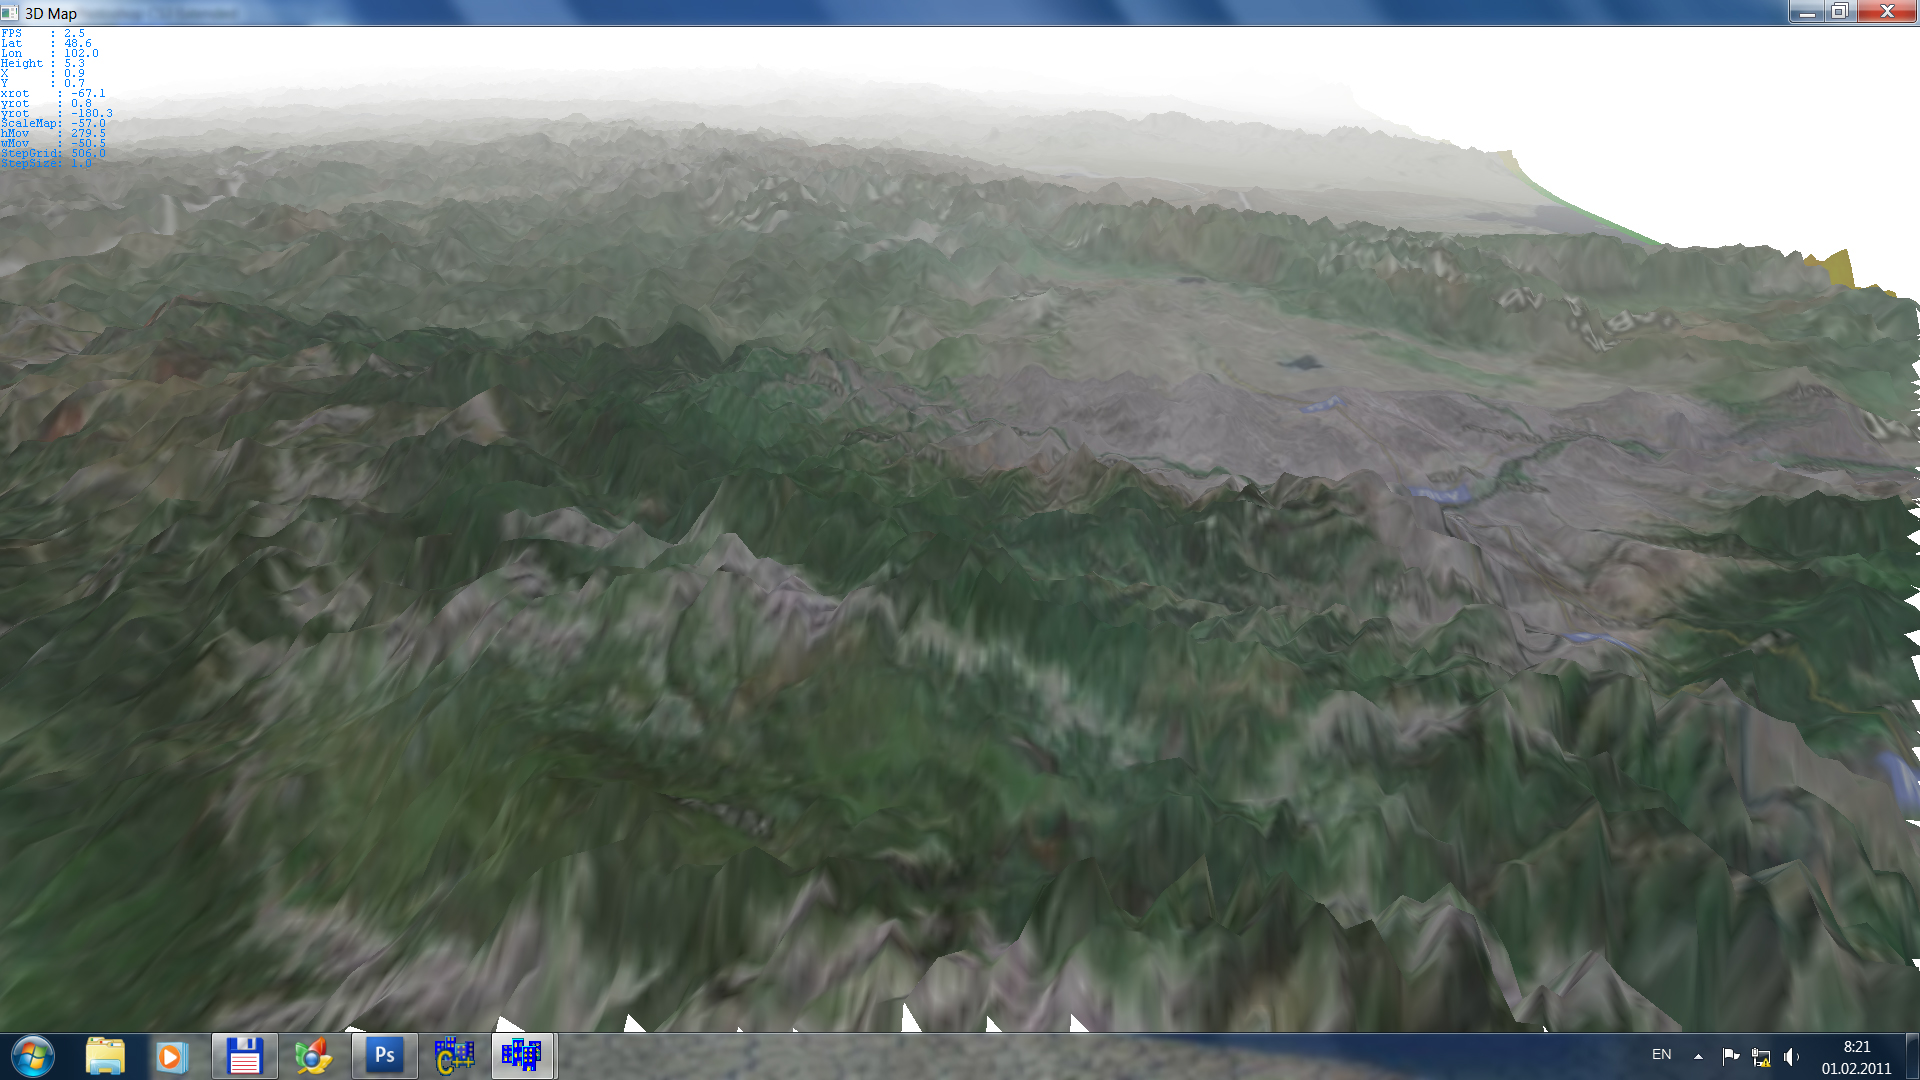 3D Map
FPS : 2.5
Lat : 48.6
Lon : 102.0
Height : 5.3
X : 0.9
Y : 0.7
xrot : -67.1
yrot : 0.8
yrot : -180.3
ScaleMap: -57.0
hMov : 279.5
wMov : -50.5
StepGrid: 506.0
StepSize: 1.0
Ps
C++
EN
8:21
01.02.2011